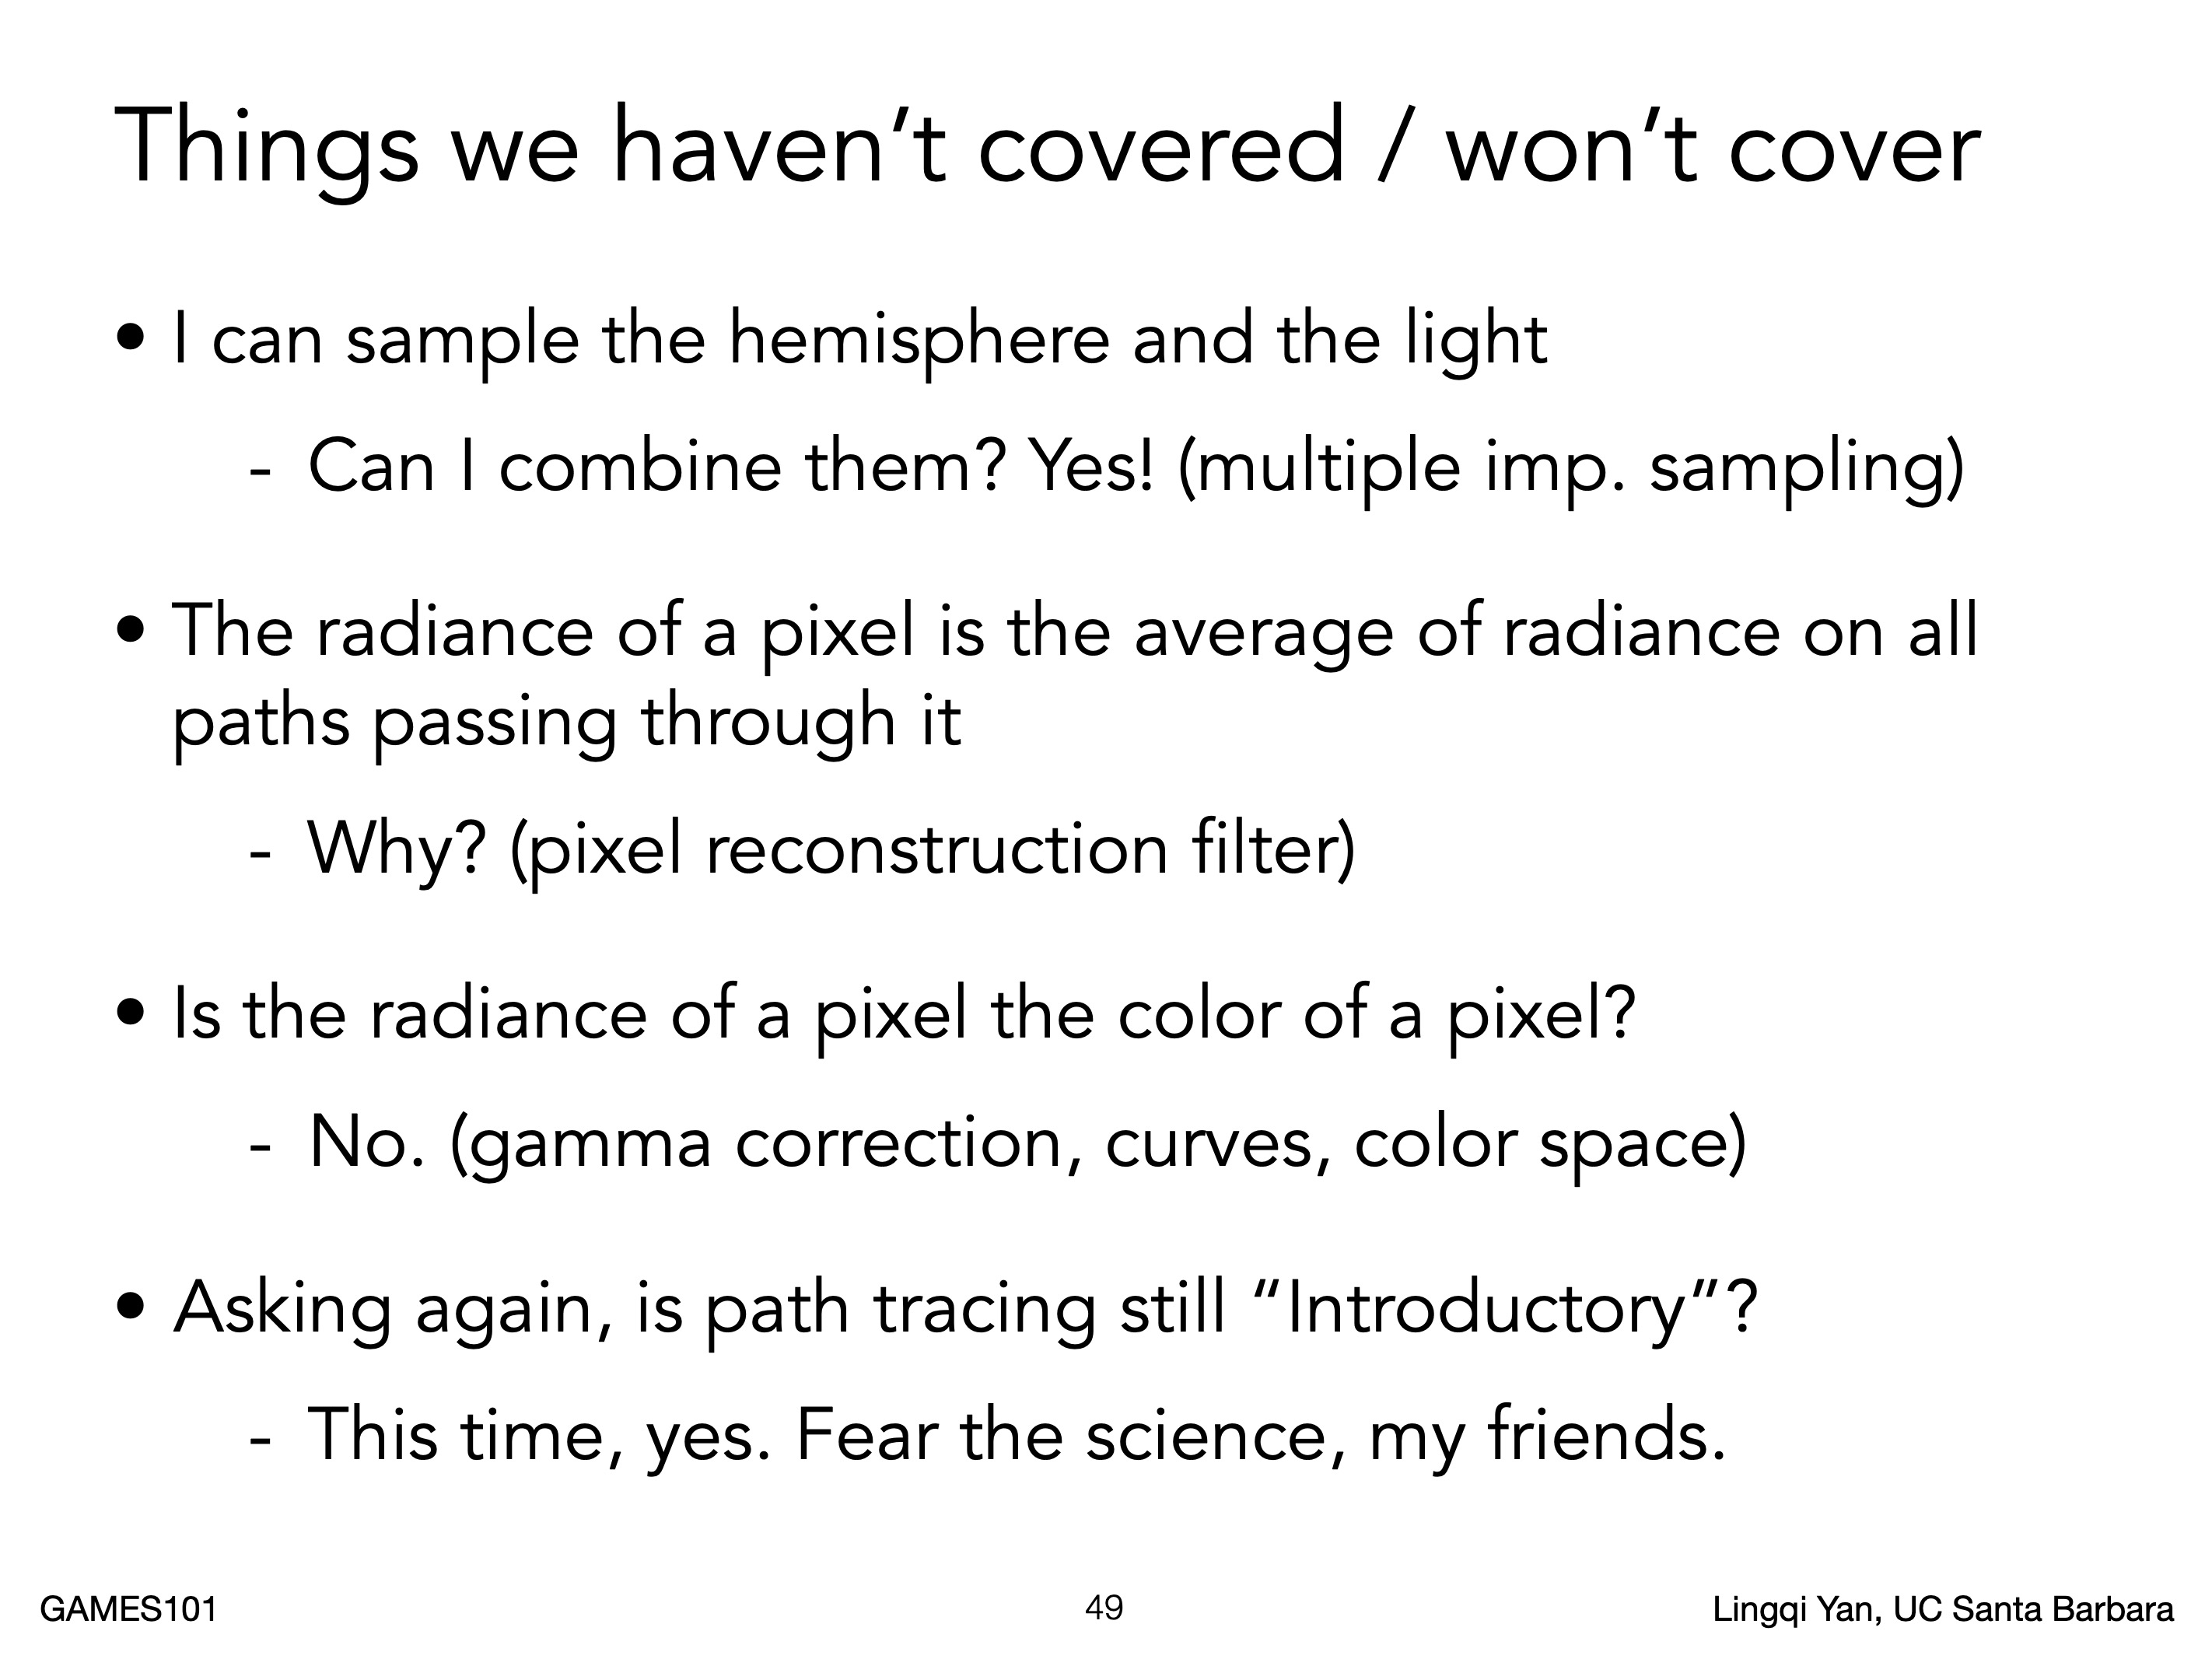 Things we haven’t covered / won’t cover
• I can sample the hemisphere and the light
- Can I combine them? Yes! (multiple imp. sampling)
• The radiance of a pixel is the average of radiance on all
paths passing through it
- Why? (pixel reconstruction filter)
• Is the radiance of a pixel the color of a pixel?
- No. (gamma correction, curves, color space)
• Asking again, is path tracing still “Introductory”?
- This time, yes. Fear the science, my friends.
GAMES101
49
Lingqi Yan, UC Santa Barbara